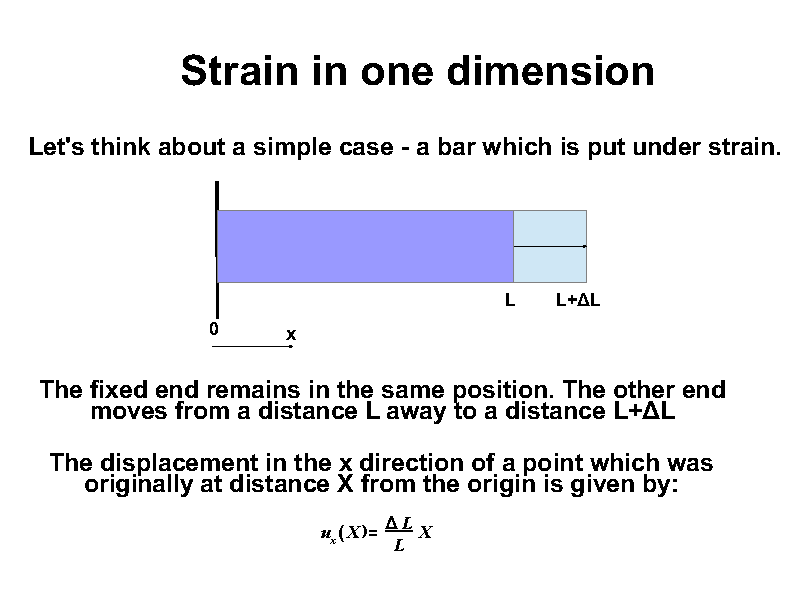 Strain in one dimension
Let's think about a simple case - a bar which is put under strain.
L L+ΔL
0
x
The fixed end remains in the same position. The other end
moves from a distance L away to a distance L+ΔL
The displacement in the x direction of a point which was
originally at distance X from the origin is given by:
u_x(X)= ΔL/L X